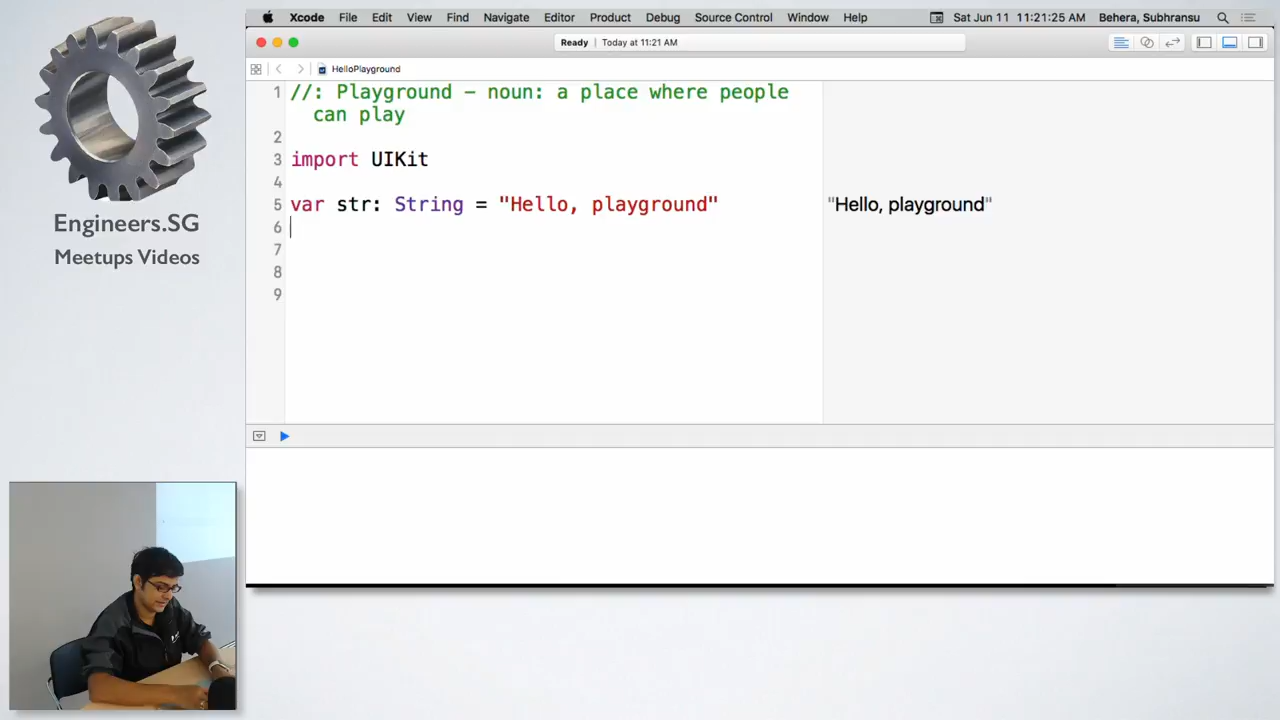 Xcode File Edit View Find Navigate Editor Product Debug Source Control Window Help Sat Jun 11 11:21:25 AM Behera, Subhransu
Ready | Today at 11:21 AM
HelloPlayground
1 //: Playground – noun: a place where people
can play
2
3 import UIKit
4
5 var str: String = "Hello, playground" "Hello, playground"
6
7
8
9
Engineers.SG
Meetups Videos